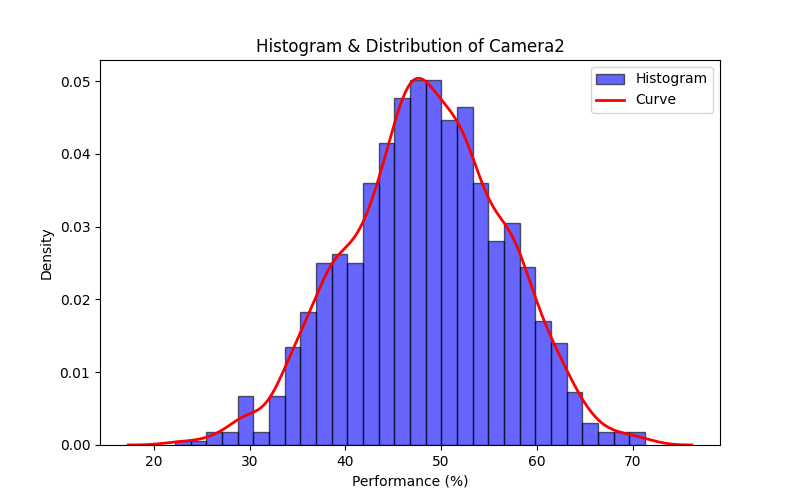 Histogram & Distribution of Camera2
Histogram
Curve
Density
0.05
0.04
0.03
0.02
0.01
0.00
20 30 40 50 60 70
Performance (%)